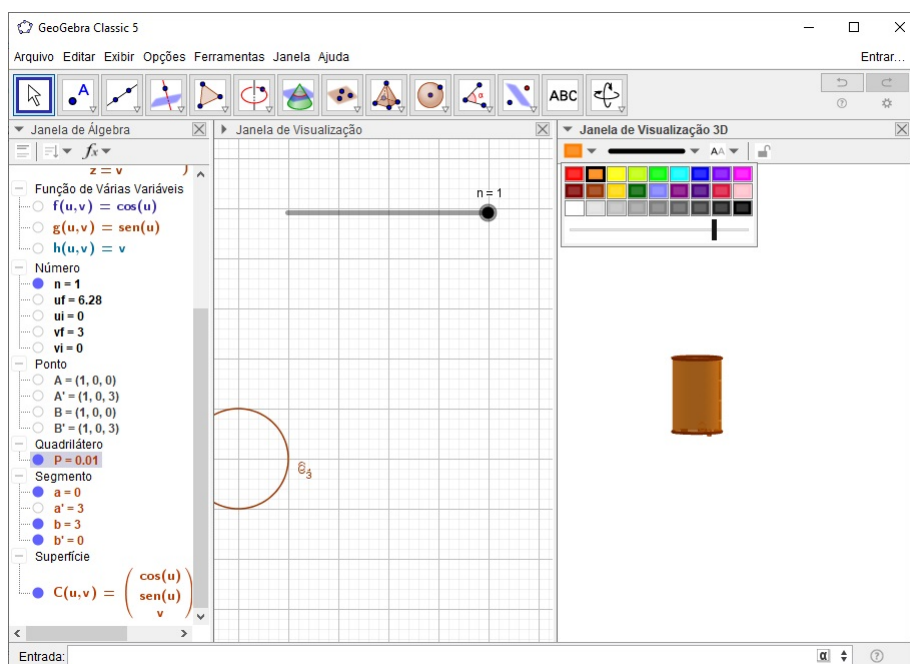 GeoGebra Classic 5
Arquivo Editar Exibir Opções Ferramentas Janela Ajuda
Entrar...
ABC
Janela de Álgebra
z = v
Função de Várias Variáveis
f(u,v) = cos(u)
g(u,v) = sen(u)
h(u,v) = v
Número
n = 1
uf = 6.28
ui = 0
vf = 3
vi = 0
Ponto
A = (1, 0, 0)
A' = (1, 0, 3)
B = (1, 0, 0)
B' = (1, 0, 3)
Quadrilátero
P = 0.01
Segmento
a = 0
a' = 3
b = 3
b' = 0
Superfície
C(u,v) = ( cos(u)
sen(u)
v )
Janela de Visualização
n = 1
Janela de Visualização 3D
AA
Entrada:
α